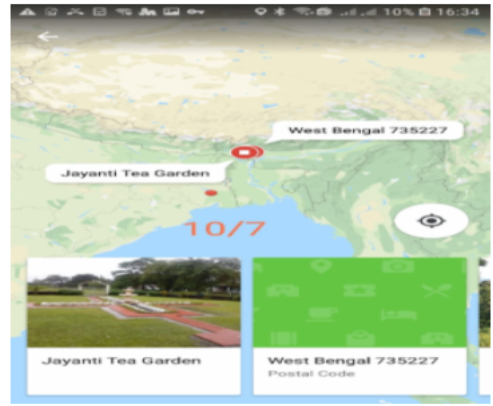 10% 16:34
West Bengal 735227
Jayanti Tea Garden
10/7
Jayanti Tea Garden
West Bengal 735227
Postal Code